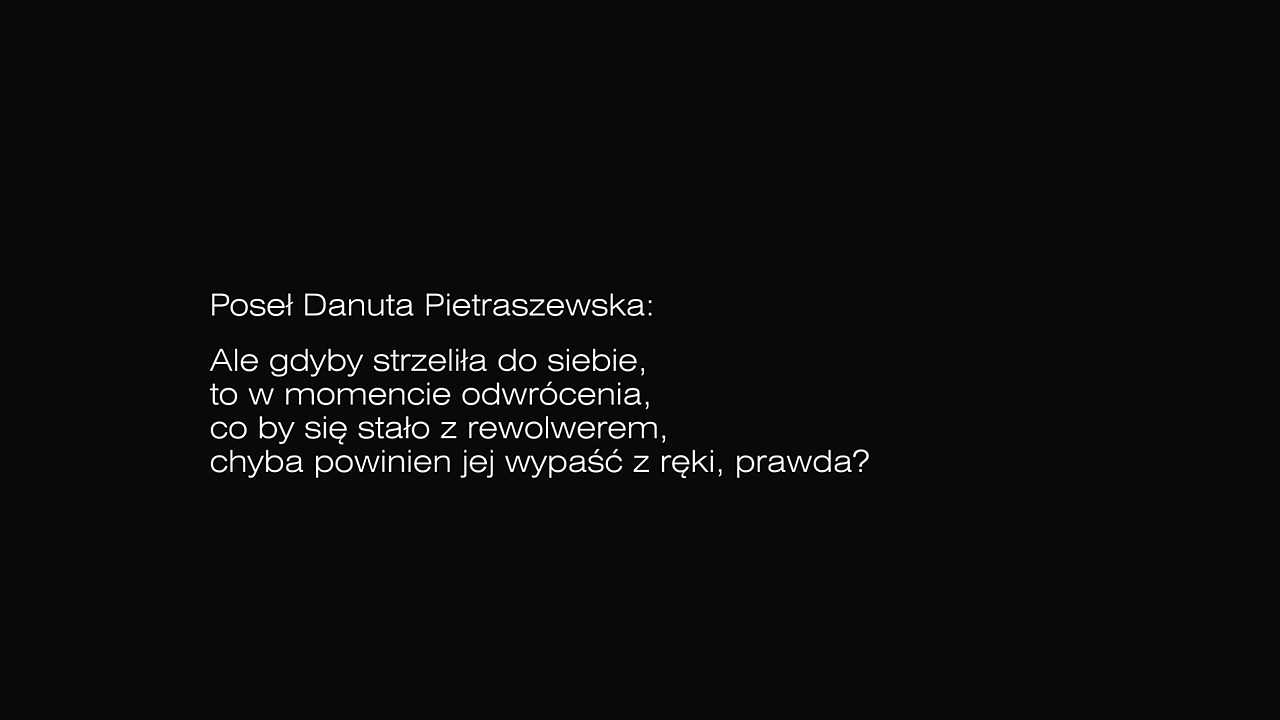 Poseł Danuta Pietraszewska:
Ale gdyby strzeliła do siebie,
to w momencie odwrócenia,
co by się stało z rewolwerem,
chyba powinien jej wypaść z ręki, prawda?